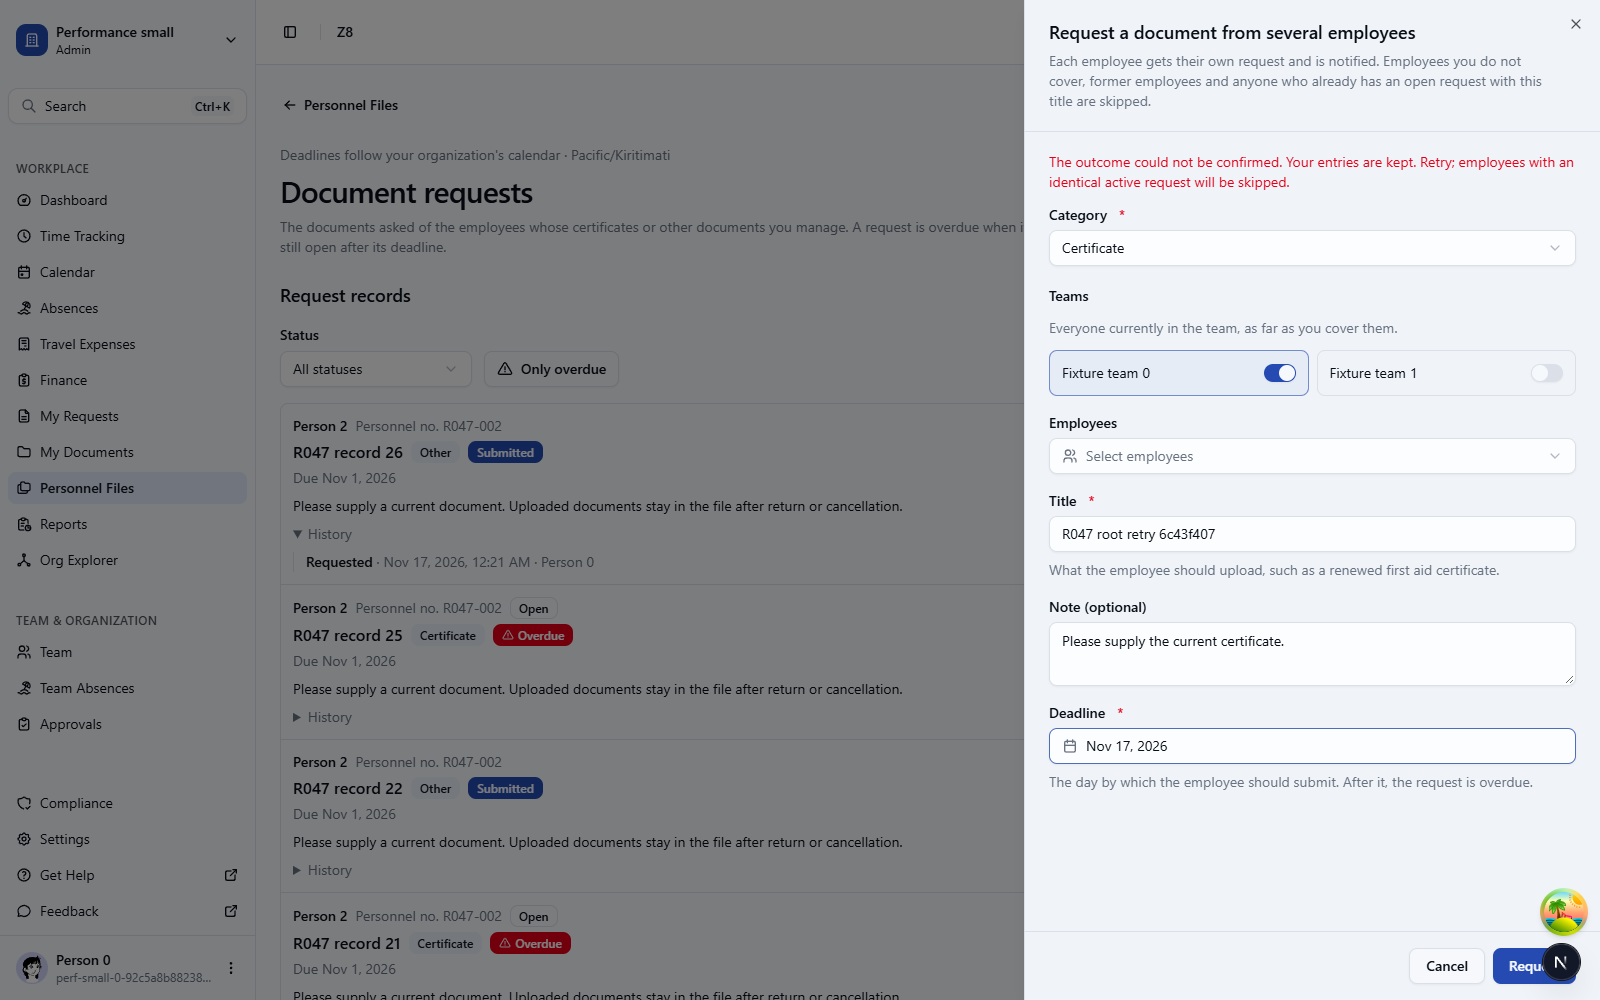 Performance small
Admin
Search
Ctrl+K
WORKPLACE
Dashboard
Time Tracking
Calendar
Absences
Travel Expenses
Finance
My Requests
My Documents
Personnel Files
Reports
Org Explorer
TEAM & ORGANIZATION
Team
Team Absences
Approvals
Compliance
Settings
Get Help
Feedback
Person 0
perf-small-0-92c5a8b88238...
Z8
Personnel Files
Deadlines follow your organization's calendar · Pacific/Kiritimati
Document requests
The documents asked of the employees whose certificates or other documents you manage. A request is overdue when
still open after its deadline.
Request records
Status
All statuses
Only overdue
Person 2 Personnel no. R047-002
R047 record 26 Other Submitted
Due Nov 1, 2026
Please supply a current document. Uploaded documents stay in the file after return or cancellation.
History
Requested · Nov 17, 2026, 12:21 AM · Person 0
Person 2 Personnel no. R047-002 Open
R047 record 25 Certificate Overdue
Due Nov 1, 2026
Please supply a current document. Uploaded documents stay in the file after return or cancellation.
History
Person 2 Personnel no. R047-002
R047 record 22 Other Submitted
Due Nov 1, 2026
Please supply a current document. Uploaded documents stay in the file after return or cancellation.
History
Person 2 Personnel no. R047-002 Open
R047 record 21 Certificate Overdue
Due Nov 1, 2026
Please supply a current document. Uploaded documents stay in the file after return or cancellation.
Request a document from several employees
Each employee gets their own request and is notified. Employees you do not
cover, former employees and anyone who already has an open request with this
title are skipped.
The outcome could not be confirmed. Your entries are kept. Retry; employees with an
identical active request will be skipped.
Category *
Certificate
Teams
Everyone currently in the team, as far as you cover them.
Fixture team 0
Fixture team 1
Employees
Select employees
Title *
R047 root retry 6c43f407
What the employee should upload, such as a renewed first aid certificate.
Note (optional)
Please supply the current certificate.
Deadline *
Nov 17, 2026
The day by which the employee should submit. After it, the request is overdue.
Cancel
N